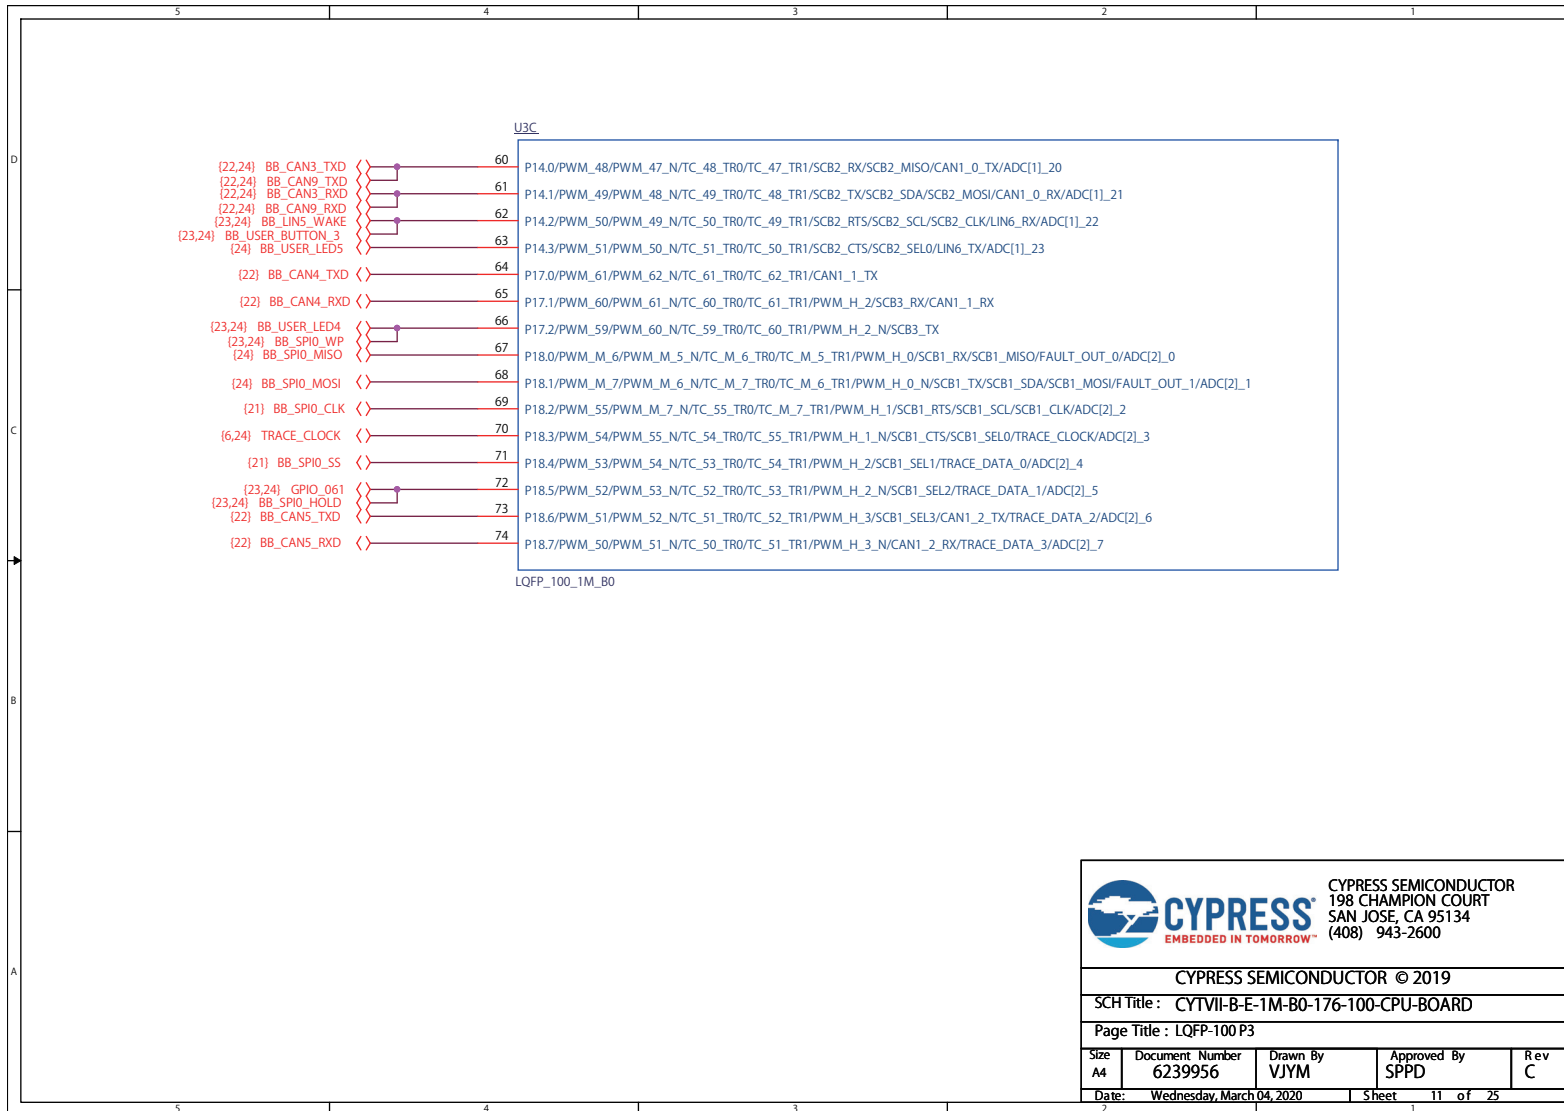 5 4 3 2 1
D
C
B
A
U3C
{22,24} BB_CAN3_TXD 60 P14.0/PWM_48/PWM_47_N/TC_48_TR0/TC_47_TR1/SCB2_RX/SCB2_MISO/CAN1_0_TX/ADC[1]_20
{22,24} BB_CAN9_TXD
{22,24} BB_CAN3_RXD 61 P14.1/PWM_49/PWM_48_N/TC_49_TR0/TC_48_TR1/SCB2_TX/SCB2_SDA/SCB2_MOSI/CAN1_0_RX/ADC[1]_21
{22,24} BB_CAN9_RXD
{23,24} BB_LIN5_WAKE 62 P14.2/PWM_50/PWM_49_N/TC_50_TR0/TC_49_TR1/SCB2_RTS/SCB2_SCL/SCB2_CLK/LIN6_RX/ADC[1]_22
{23,24} BB_USER_BUTTON_3
{24} BB_USER_LED5 63 P14.3/PWM_51/PWM_50_N/TC_51_TR0/TC_50_TR1/SCB2_CTS/SCB2_SEL0/LIN6_TX/ADC[1]_23
{22} BB_CAN4_TXD 64 P17.0/PWM_61/PWM_62_N/TC_61_TR0/TC_62_TR1/CAN1_1_TX
{22} BB_CAN4_RXD 65 P17.1/PWM_60/PWM_61_N/TC_60_TR0/TC_61_TR1/PWM_H_2/SCB3_RX/CAN1_1_RX
{23,24} BB_USER_LED4 66 P17.2/PWM_59/PWM_60_N/TC_59_TR0/TC_60_TR1/PWM_H_2_N/SCB3_TX
{23,24} BB_SPI0_WP
{24} BB_SPI0_MISO 67 P18.0/PWM_M_6/PWM_M_5_N/TC_M_6_TR0/TC_M_5_TR1/PWM_H_0/SCB1_RX/SCB1_MISO/FAULT_OUT_0/ADC[2]_0
{24} BB_SPI0_MOSI 68 P18.1/PWM_M_7/PWM_M_6_N/TC_M_7_TR0/TC_M_6_TR1/PWM_H_0_N/SCB1_TX/SCB1_SDA/SCB1_MOSI/FAULT_OUT_1/ADC[2]_1
{21} BB_SPI0_CLK 69 P18.2/PWM_55/PWM_M_7_N/TC_55_TR0/TC_M_7_TR1/PWM_H_1/SCB1_RTS/SCB1_SCL/SCB1_CLK/ADC[2]_2
{6,24} TRACE_CLOCK 70 P18.3/PWM_54/PWM_55_N/TC_54_TR0/TC_55_TR1/PWM_H_1_N/SCB1_CTS/SCB1_SEL0/TRACE_CLOCK/ADC[2]_3
{21} BB_SPI0_SS 71 P18.4/PWM_53/PWM_54_N/TC_53_TR0/TC_54_TR1/PWM_H_2/SCB1_SEL1/TRACE_DATA_0/ADC[2]_4
{23,24} GPIO_061 72 P18.5/PWM_52/PWM_53_N/TC_52_TR0/TC_53_TR1/PWM_H_2_N/SCB1_SEL2/TRACE_DATA_1/ADC[2]_5
{23,24} BB_SPI0_HOLD
{22} BB_CAN5_TXD 73 P18.6/PWM_51/PWM_52_N/TC_51_TR0/TC_52_TR1/PWM_H_3/SCB1_SEL3/CAN1_2_TX/TRACE_DATA_2/ADC[2]_6
{22} BB_CAN5_RXD 74 P18.7/PWM_50/PWM_51_N/TC_50_TR0/TC_51_TR1/PWM_H_3_N/CAN1_2_RX/TRACE_DATA_3/ADC[2]_7
LQFP_100_1M_B0
CYPRESS
EMBEDDED IN TOMORROW™
CYPRESS SEMICONDUCTOR
198 CHAMPION COURT
SAN JOSE, CA 95134
(408) 943-2600
CYPRESS SEMICONDUCTOR © 2019
SCH Title : CYTVII-B-E-1M-B0-176-100-CPU-BOARD
Page Title : LQFP-100 P3
Size Document Number Drawn By Approved By Rev
A4 6239956 VJYM SPPD C
Date: Wednesday, March 04, 2020 Sheet 11 of 25
5 4 3 2 1